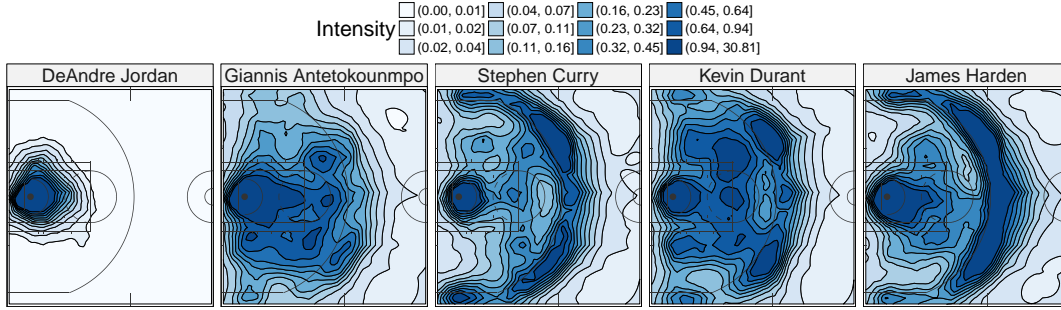 Intensity
(0.00, 0.01] (0.04, 0.07] (0.16, 0.23] (0.45, 0.64]
(0.01, 0.02] (0.07, 0.11] (0.23, 0.32] (0.64, 0.94]
(0.02, 0.04] (0.11, 0.16] (0.32, 0.45] (0.94, 30.81]
DeAndre Jordan Giannis Antetokounmpo Stephen Curry Kevin Durant James Harden